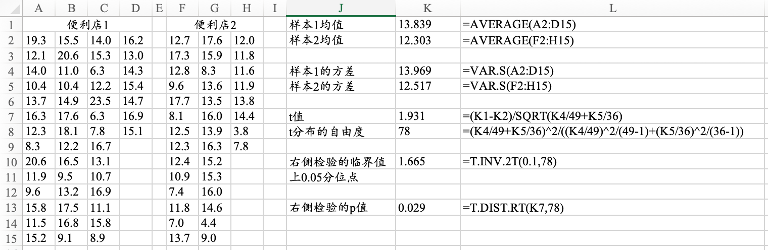 A B C D E F G H I J K L
1 便利店1 便利店2 样本1均值 13.839 =AVERAGE(A2:D15)
2 19.3 15.5 14.0 16.2 12.7 17.6 12.0 样本2均值 12.303 =AVERAGE(F2:H15)
3 12.1 20.6 15.3 13.0 17.3 15.9 11.8
4 14.0 11.0 6.3 14.3 12.8 8.3 11.6 样本1的方差 13.969 =VAR.S(A2:D15)
5 10.4 10.4 12.2 15.4 9.6 13.6 11.9 样本2的方差 12.517 =VAR.S(F2:H15)
6 13.7 14.9 23.5 14.7 17.7 13.5 13.8
7 16.3 17.6 6.3 16.9 8.1 16.0 14.4 t值 1.931 =(K1-K2)/SQRT(K4/49+K5/36)
8 12.3 18.1 7.8 15.1 12.5 13.9 3.8 t分布的自由度 78 =(K4/49+K5/36)^2/((K4/49)^2/(49-1)+(K5/36)^2/(36-1))
9 8.3 12.2 16.7 12.3 16.3 7.8
10 20.6 16.5 13.1 12.4 15.2 右侧检验的临界值 1.665 =T.INV.2T(0.1,78)
11 11.9 9.5 10.7 10.9 15.3 上0.05分位点
12 9.6 13.2 16.9 7.4 16.0
13 15.8 17.5 11.1 11.8 14.6 右侧检验的p值 0.029 =T.DIST.RT(K7,78)
14 11.5 16.8 15.8 7.0 4.4
15 15.2 9.1 8.9 13.7 9.0